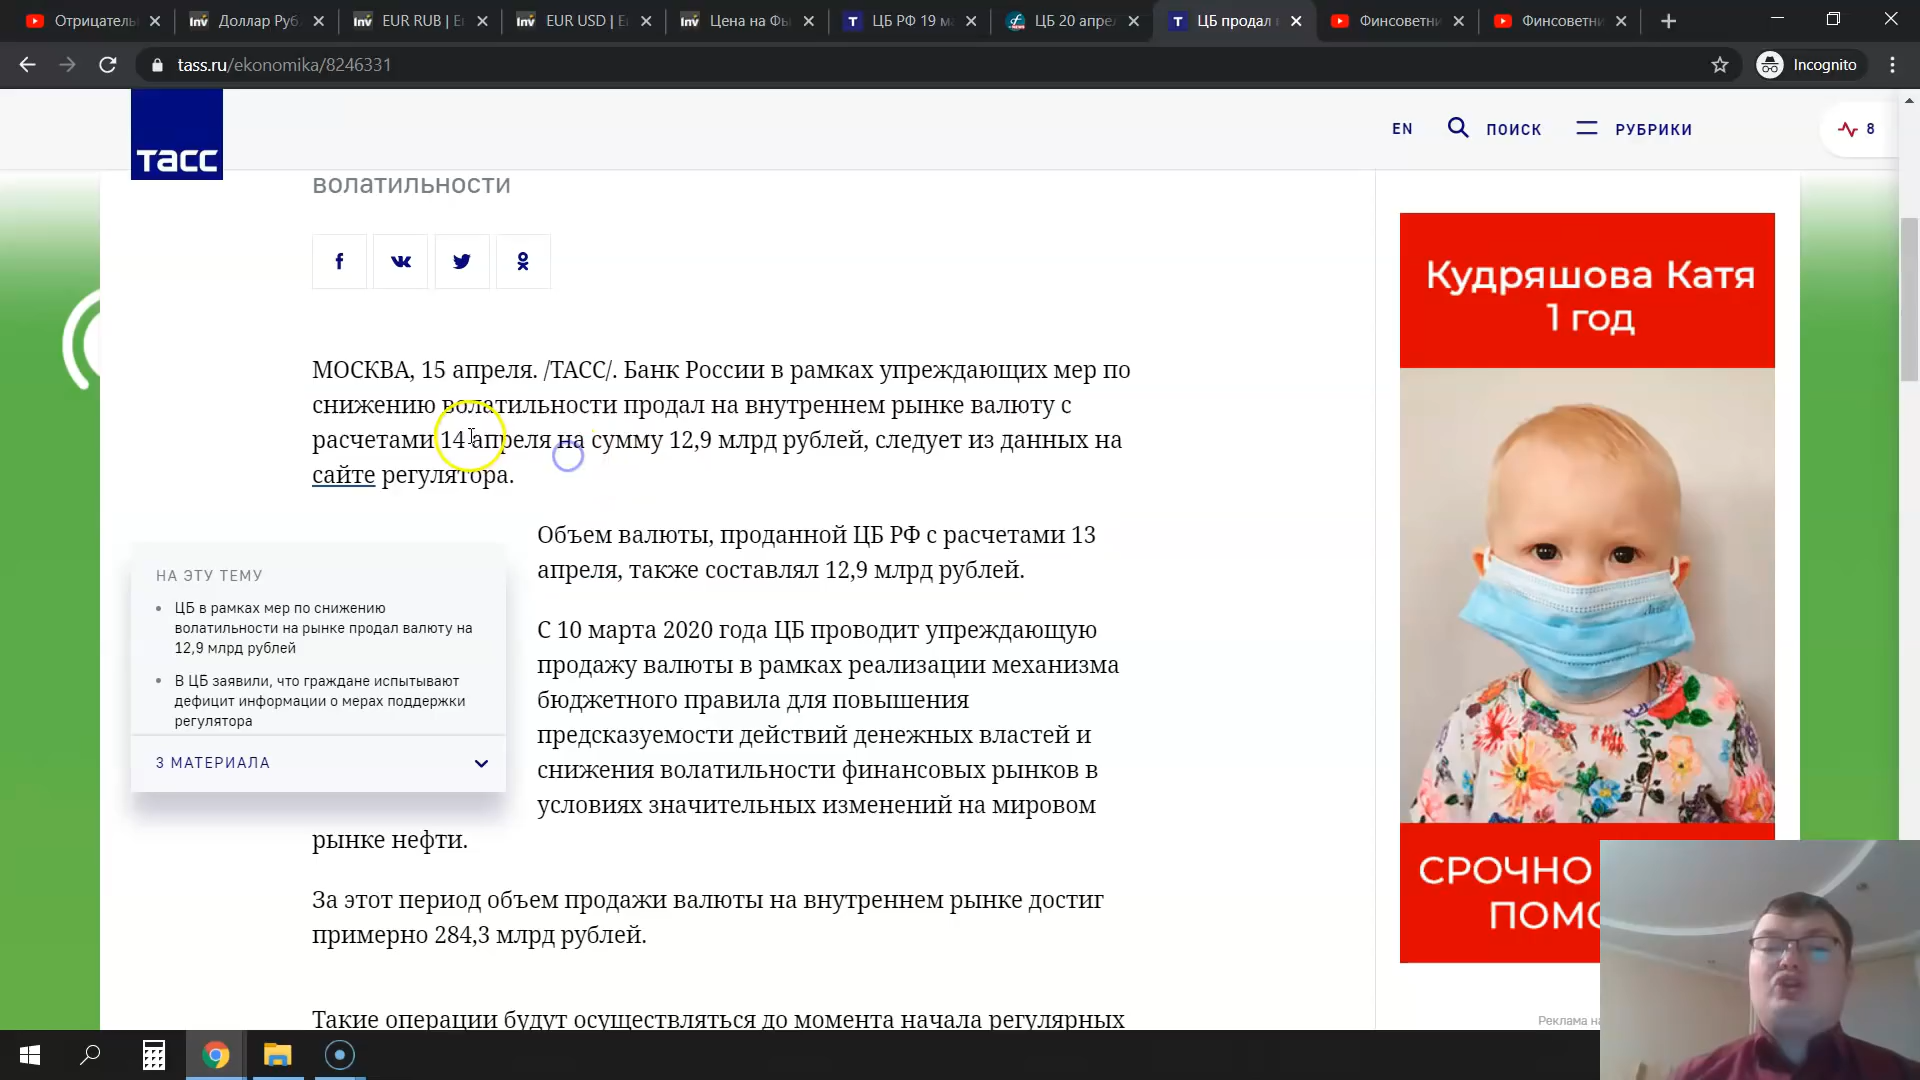 Отрицатель
Доллар Руб
EUR RUB | E
EUR USD | E
Цена на Фь
ЦБ РФ 19 м
ЦБ 20 апре
ЦБ продал
Финсоветни
Финсоветни
tass.ru/ekonomika/8246331
Incognito
ТАСС
EN
ПОИСК
РУБРИКИ
8
волатильности
МОСКВА, 15 апреля. /ТАСС/. Банк России в рамках упреждающих мер по
снижению волатильности продал на внутреннем рынке валюту с
расчетами 14 апреля на сумму 12,9 млрд рублей, следует из данных на
сайте регулятора.
Объем валюты, проданной ЦБ РФ с расчетами 13
апреля, также составлял 12,9 млрд рублей.
С 10 марта 2020 года ЦБ проводит упреждающую
продажу валюты в рамках реализации механизма
бюджетного правила для повышения
предсказуемости действий денежных властей и
снижения волатильности финансовых рынков в
условиях значительных изменений на мировом
рынке нефти.
НА ЭТУ ТЕМУ
ЦБ в рамках мер по снижению
волатильности на рынке продал валюту на
12,9 млрд рублей
В ЦБ заявили, что граждане испытывают
дефицит информации о мерах поддержки
регулятора
3 МАТЕРИАЛА
За этот период объем продажи валюты на внутреннем рынке достиг
примерно 284,3 млрд рублей.
Такие операции будут осуществляться до момента начала регулярных
Кудряшова Катя
1 год
СРОЧНО
ПОМО
Реклама на